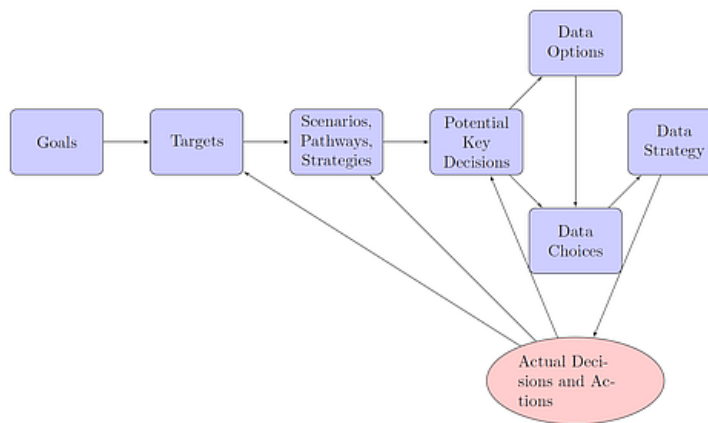 Data
Options
Goals
Targets
Scenarios,
Pathways,
Strategies
Potential
Key
Decisions
Data
Strategy
Data
Choices
Actual Deci-
sions and Ac-
tions